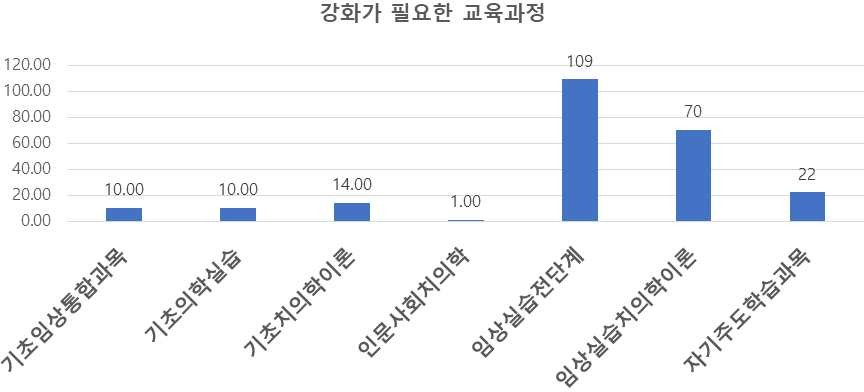 강화가 필요한 교육과정
120.00
100.00
80.00
60.00
40.00
20.00
0.00
10.00
10.00
14.00
1.00
109
70
22
기초임상통합과목
기초의학실습
기초치의학이론
인문사회치의학
임상실습전단계
임상실습치의학이론
자기주도학습과목